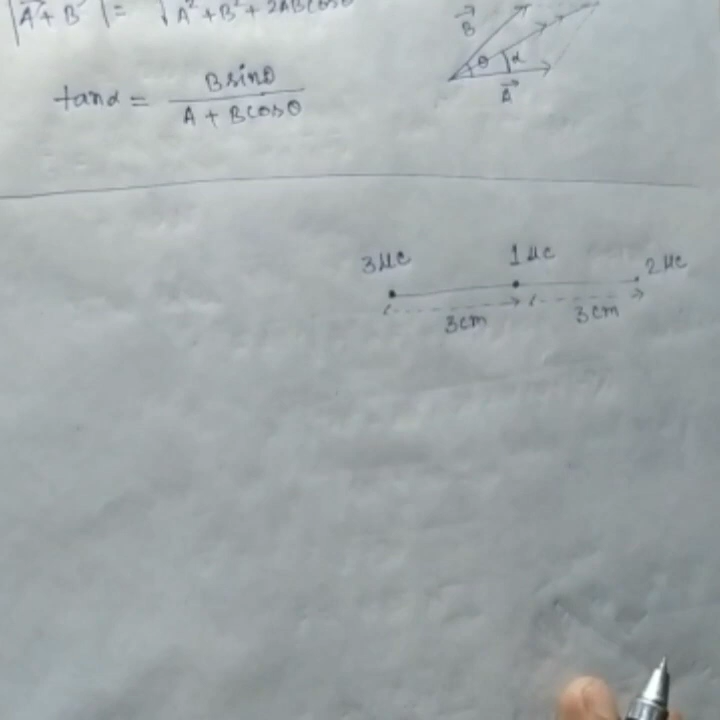 |A⃗ + B⃗| = √A² + B² + 2ABcosθ
B⃗
θ
α
A⃗
tanα = Bsinθ / A + Bcosθ
3μc
1μc
2μc
3cm
3cm